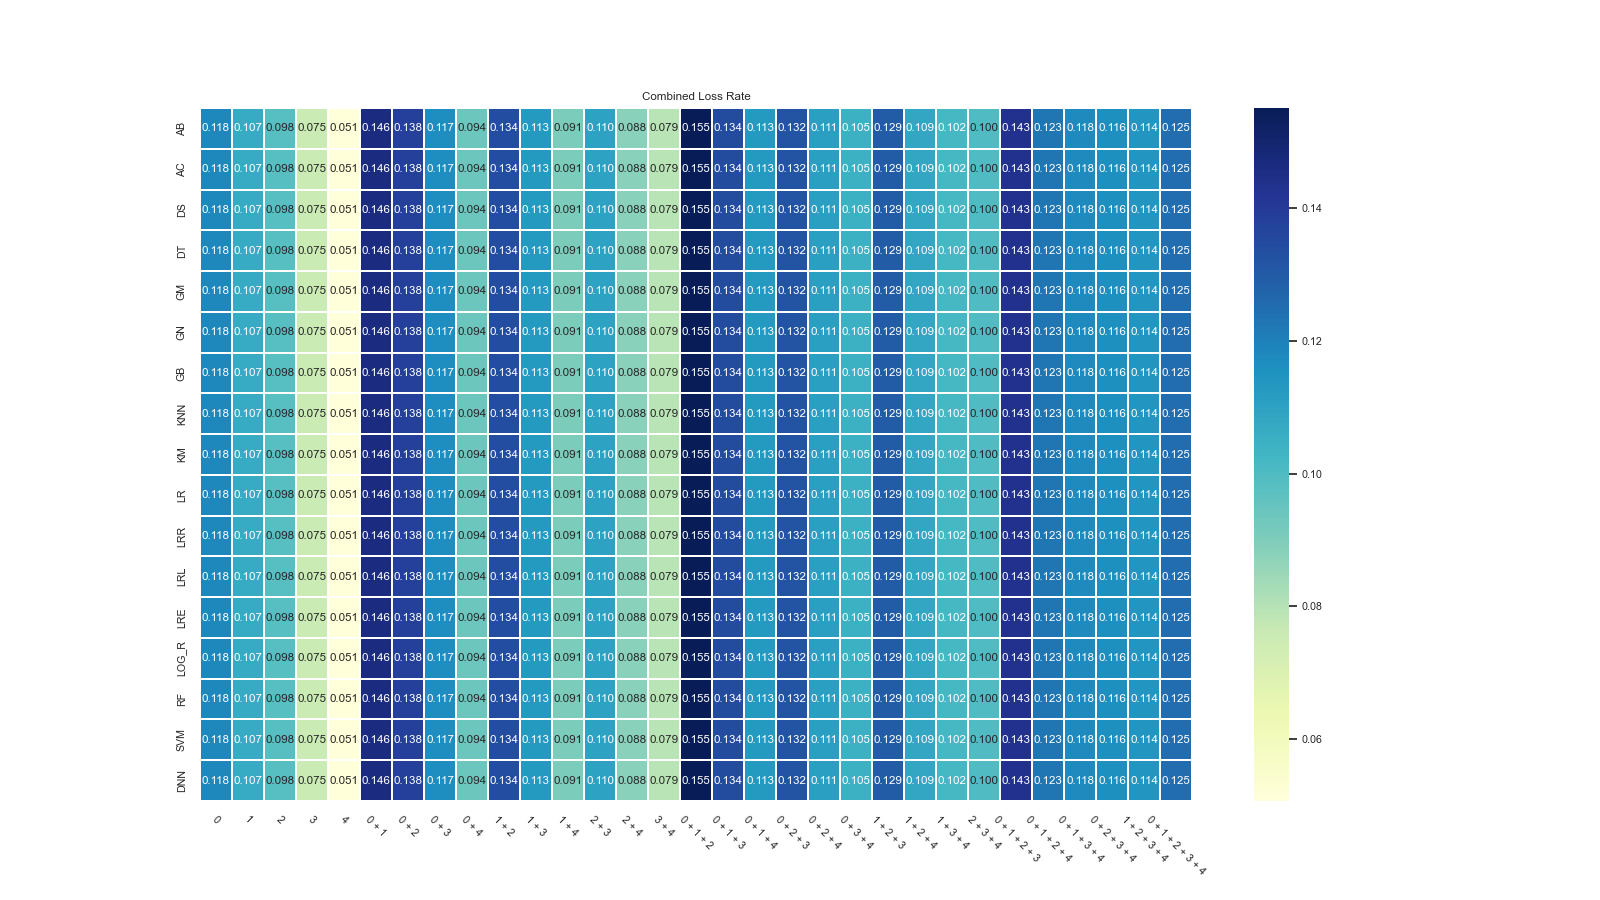 Combined Loss Rate
AB 0.118 0.107 0.098 0.075 0.051 0.146 0.138 0.117 0.094 0.134 0.113 0.091 0.110 0.088 0.079 0.155 0.134 0.113 0.132 0.111 0.105 0.129 0.109 0.102 0.100 0.143 0.123 0.118 0.116 0.114 0.125
AC 0.118 0.107 0.098 0.075 0.051 0.146 0.138 0.117 0.094 0.134 0.113 0.091 0.110 0.088 0.079 0.155 0.134 0.113 0.132 0.111 0.105 0.129 0.109 0.102 0.100 0.143 0.123 0.118 0.116 0.114 0.125
DS 0.118 0.107 0.098 0.075 0.051 0.146 0.138 0.117 0.094 0.134 0.113 0.091 0.110 0.088 0.079 0.155 0.134 0.113 0.132 0.111 0.105 0.129 0.109 0.102 0.100 0.143 0.123 0.118 0.116 0.114 0.125
0.14
DT 0.118 0.107 0.098 0.075 0.051 0.146 0.138 0.117 0.094 0.134 0.113 0.091 0.110 0.088 0.079 0.155 0.134 0.113 0.132 0.111 0.105 0.129 0.109 0.102 0.100 0.143 0.123 0.118 0.116 0.114 0.125
GM 0.118 0.107 0.098 0.075 0.051 0.146 0.138 0.117 0.094 0.134 0.113 0.091 0.110 0.088 0.079 0.155 0.134 0.113 0.132 0.111 0.105 0.129 0.109 0.102 0.100 0.143 0.123 0.118 0.116 0.114 0.125
GN 0.118 0.107 0.098 0.075 0.051 0.146 0.138 0.117 0.094 0.134 0.113 0.091 0.110 0.088 0.079 0.155 0.134 0.113 0.132 0.111 0.105 0.129 0.109 0.102 0.100 0.143 0.123 0.118 0.116 0.114 0.125
0.12
GB 0.118 0.107 0.098 0.075 0.051 0.146 0.138 0.117 0.094 0.134 0.113 0.091 0.110 0.088 0.079 0.155 0.134 0.113 0.132 0.111 0.105 0.129 0.109 0.102 0.100 0.143 0.123 0.118 0.116 0.114 0.125
KNN 0.118 0.107 0.098 0.075 0.051 0.146 0.138 0.117 0.094 0.134 0.113 0.091 0.110 0.088 0.079 0.155 0.134 0.113 0.132 0.111 0.105 0.129 0.109 0.102 0.100 0.143 0.123 0.118 0.116 0.114 0.125
KM 0.118 0.107 0.098 0.075 0.051 0.146 0.138 0.117 0.094 0.134 0.113 0.091 0.110 0.088 0.079 0.155 0.134 0.113 0.132 0.111 0.105 0.129 0.109 0.102 0.100 0.143 0.123 0.118 0.116 0.114 0.125
0.10
LR 0.118 0.107 0.098 0.075 0.051 0.146 0.138 0.117 0.094 0.134 0.113 0.091 0.110 0.088 0.079 0.155 0.134 0.113 0.132 0.111 0.105 0.129 0.109 0.102 0.100 0.143 0.123 0.118 0.116 0.114 0.125
LRR 0.118 0.107 0.098 0.075 0.051 0.146 0.138 0.117 0.094 0.134 0.113 0.091 0.110 0.088 0.079 0.155 0.134 0.113 0.132 0.111 0.105 0.129 0.109 0.102 0.100 0.143 0.123 0.118 0.116 0.114 0.125
LRL 0.118 0.107 0.098 0.075 0.051 0.146 0.138 0.117 0.094 0.134 0.113 0.091 0.110 0.088 0.079 0.155 0.134 0.113 0.132 0.111 0.105 0.129 0.109 0.102 0.100 0.143 0.123 0.118 0.116 0.114 0.125
0.08
LRE 0.118 0.107 0.098 0.075 0.051 0.146 0.138 0.117 0.094 0.134 0.113 0.091 0.110 0.088 0.079 0.155 0.134 0.113 0.132 0.111 0.105 0.129 0.109 0.102 0.100 0.143 0.123 0.118 0.116 0.114 0.125
LOG_R 0.118 0.107 0.098 0.075 0.051 0.146 0.138 0.117 0.094 0.134 0.113 0.091 0.110 0.088 0.079 0.155 0.134 0.113 0.132 0.111 0.105 0.129 0.109 0.102 0.100 0.143 0.123 0.118 0.116 0.114 0.125
RF 0.118 0.107 0.098 0.075 0.051 0.146 0.138 0.117 0.094 0.134 0.113 0.091 0.110 0.088 0.079 0.155 0.134 0.113 0.132 0.111 0.105 0.129 0.109 0.102 0.100 0.143 0.123 0.118 0.116 0.114 0.125
SVM 0.118 0.107 0.098 0.075 0.051 0.146 0.138 0.117 0.094 0.134 0.113 0.091 0.110 0.088 0.079 0.155 0.134 0.113 0.132 0.111 0.105 0.129 0.109 0.102 0.100 0.143 0.123 0.118 0.116 0.114 0.125
0.06
DNN 0.118 0.107 0.098 0.075 0.051 0.146 0.138 0.117 0.094 0.134 0.113 0.091 0.110 0.088 0.079 0.155 0.134 0.113 0.132 0.111 0.105 0.129 0.109 0.102 0.100 0.143 0.123 0.118 0.116 0.114 0.125
0 1 2 3 4 0 + 1 0 + 2 0 + 3 0 + 4 1 + 2 1 + 3 1 + 4 2 + 3 2 + 4 3 + 4 0 + 1 + 2 0 + 1 + 3 0 + 1 + 4 0 + 2 + 3 0 + 2 + 4 0 + 3 + 4 1 + 2 + 3 1 + 2 + 4 1 + 3 + 4 2 + 3 + 4 0 + 1 + 2 + 3 0 + 1 + 2 + 4 0 + 1 + 3 + 4 0 + 2 + 3 + 4 1 + 2 + 3 + 4 0 + 1 + 2 + 3 + 4